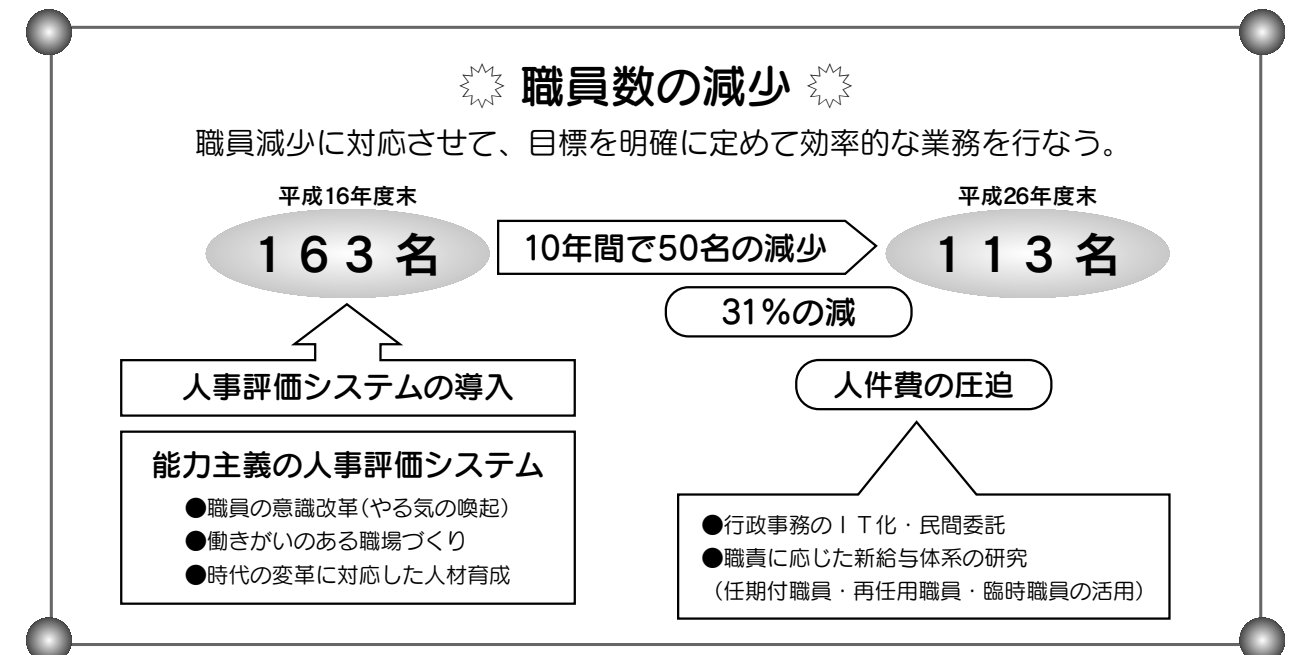 職員数の減少
職員減少に対応させて、目標を明確に定めて効率的な業務を行なう。
平成16年度末
163名
10年間で50名の減少
平成26年度末
113名
31%の減
人事評価システムの導入
能力主義の人事評価システム
●職員の意識改革(やる気の喚起)
●働きがいのある職場づくり
●時代の変革に対応した人材育成
人件費の圧迫
●行政事務のIT化・民間委託
●職責に応じた新給与体系の研究
(任期付職員・再任用職員・臨時職員の活用)